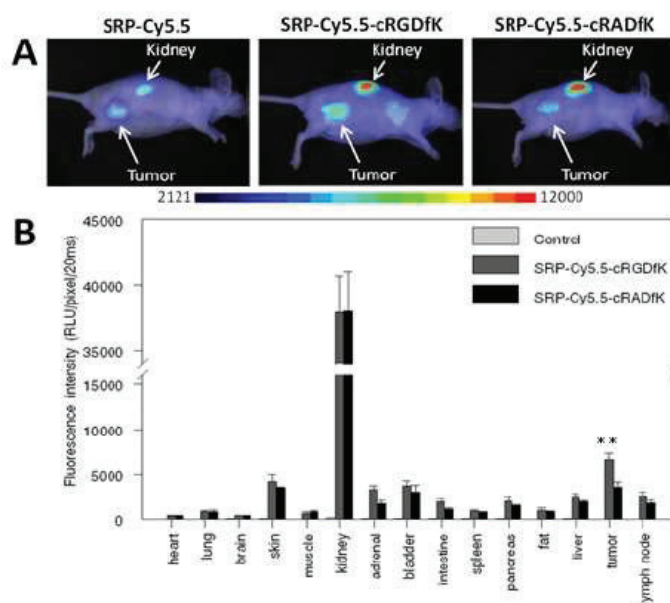 SRP-Cy5.5 SRP-Cy5.5-cRGDfK SRP-Cy5.5-cRADfK
A
Kidney Kidney Kidney
Tumor Tumor Tumor
2121 12000
B
Fluorescence intensity (RLU/pixel/20ms)
45000
40000
35000
15000
10000
5000
0
Control
SRP-Cy5.5-cRGDfK
SRP-Cy5.5-cRADfK
**
heart lung brain skin muscle kidney adrenal bladder intestine spleen pancreas fat liver tumor lymph node